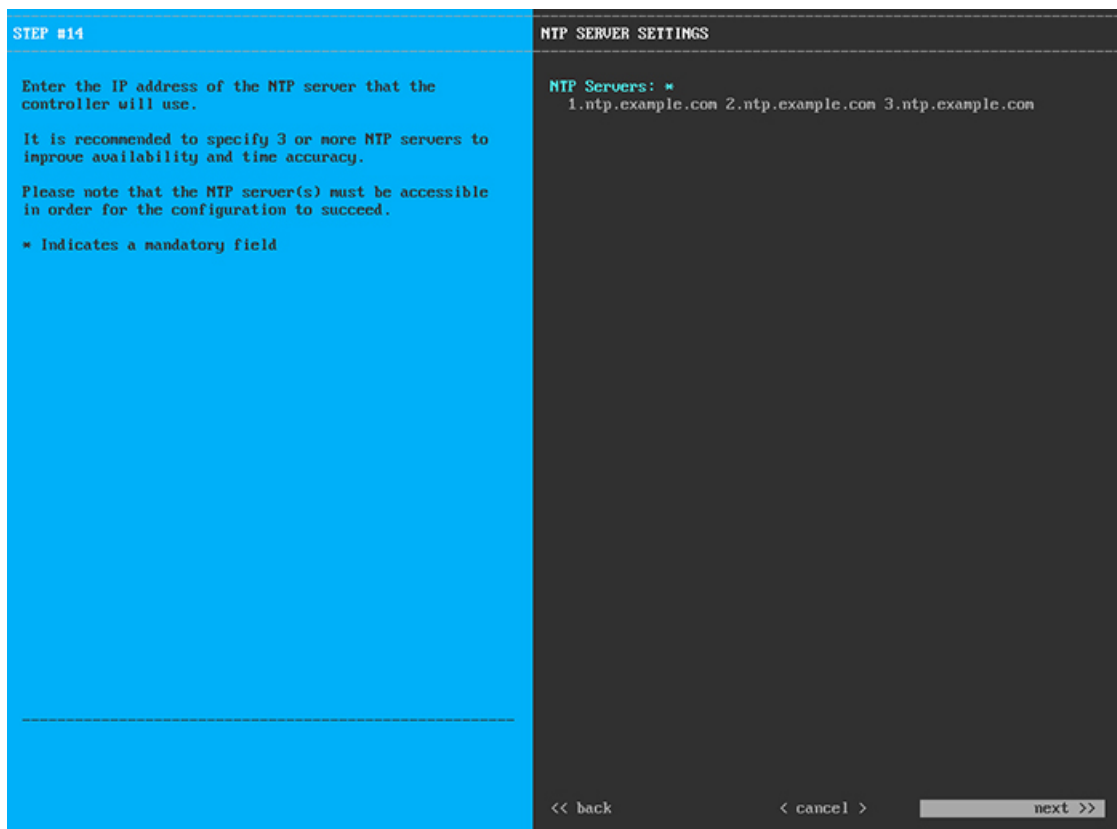 STEP #14
Enter the IP address of the NTP server that the
controller will use.
It is recommended to specify 3 or more NTP servers to
improve availability and time accuracy.
Please note that the NTP server(s) must be accessible
in order for the configuration to succeed.
* Indicates a mandatory field
NTP SERVER SETTINGS
NTP Servers: *
1.ntp.example.com 2.ntp.example.com 3.ntp.example.com
<< back < cancel > next >>